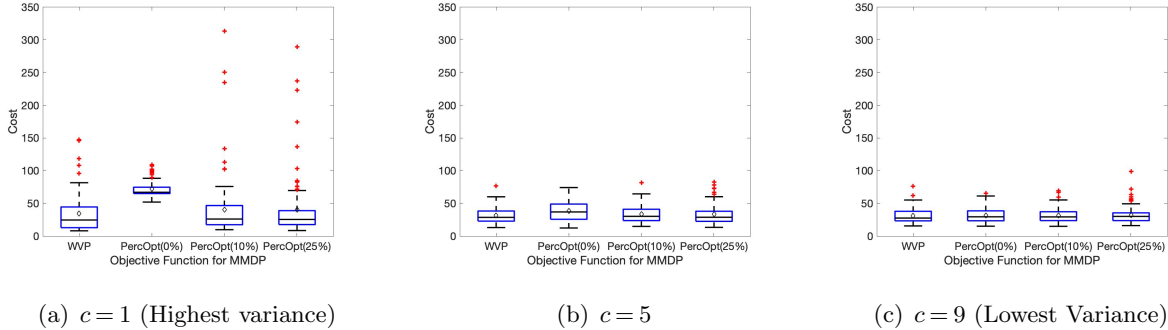 350
300
250
200
150
100
50
0
Cost
WVP PercOpt(0%) PercOpt(10%) PercOpt(25%)
Objective Function for MMDP
(a) c = 1 (Highest variance)
350
300
250
200
150
100
50
0
Cost
WVP PercOpt(0%) PercOpt(10%) PercOpt(25%)
Objective Function for MMDP
(b) c = 5
350
300
250
200
150
100
50
0
Cost
WVP PercOpt(0%) PercOpt(10%) PercOpt(25%)
Objective Function for MMDP
(c) c = 9 (Lowest Variance)